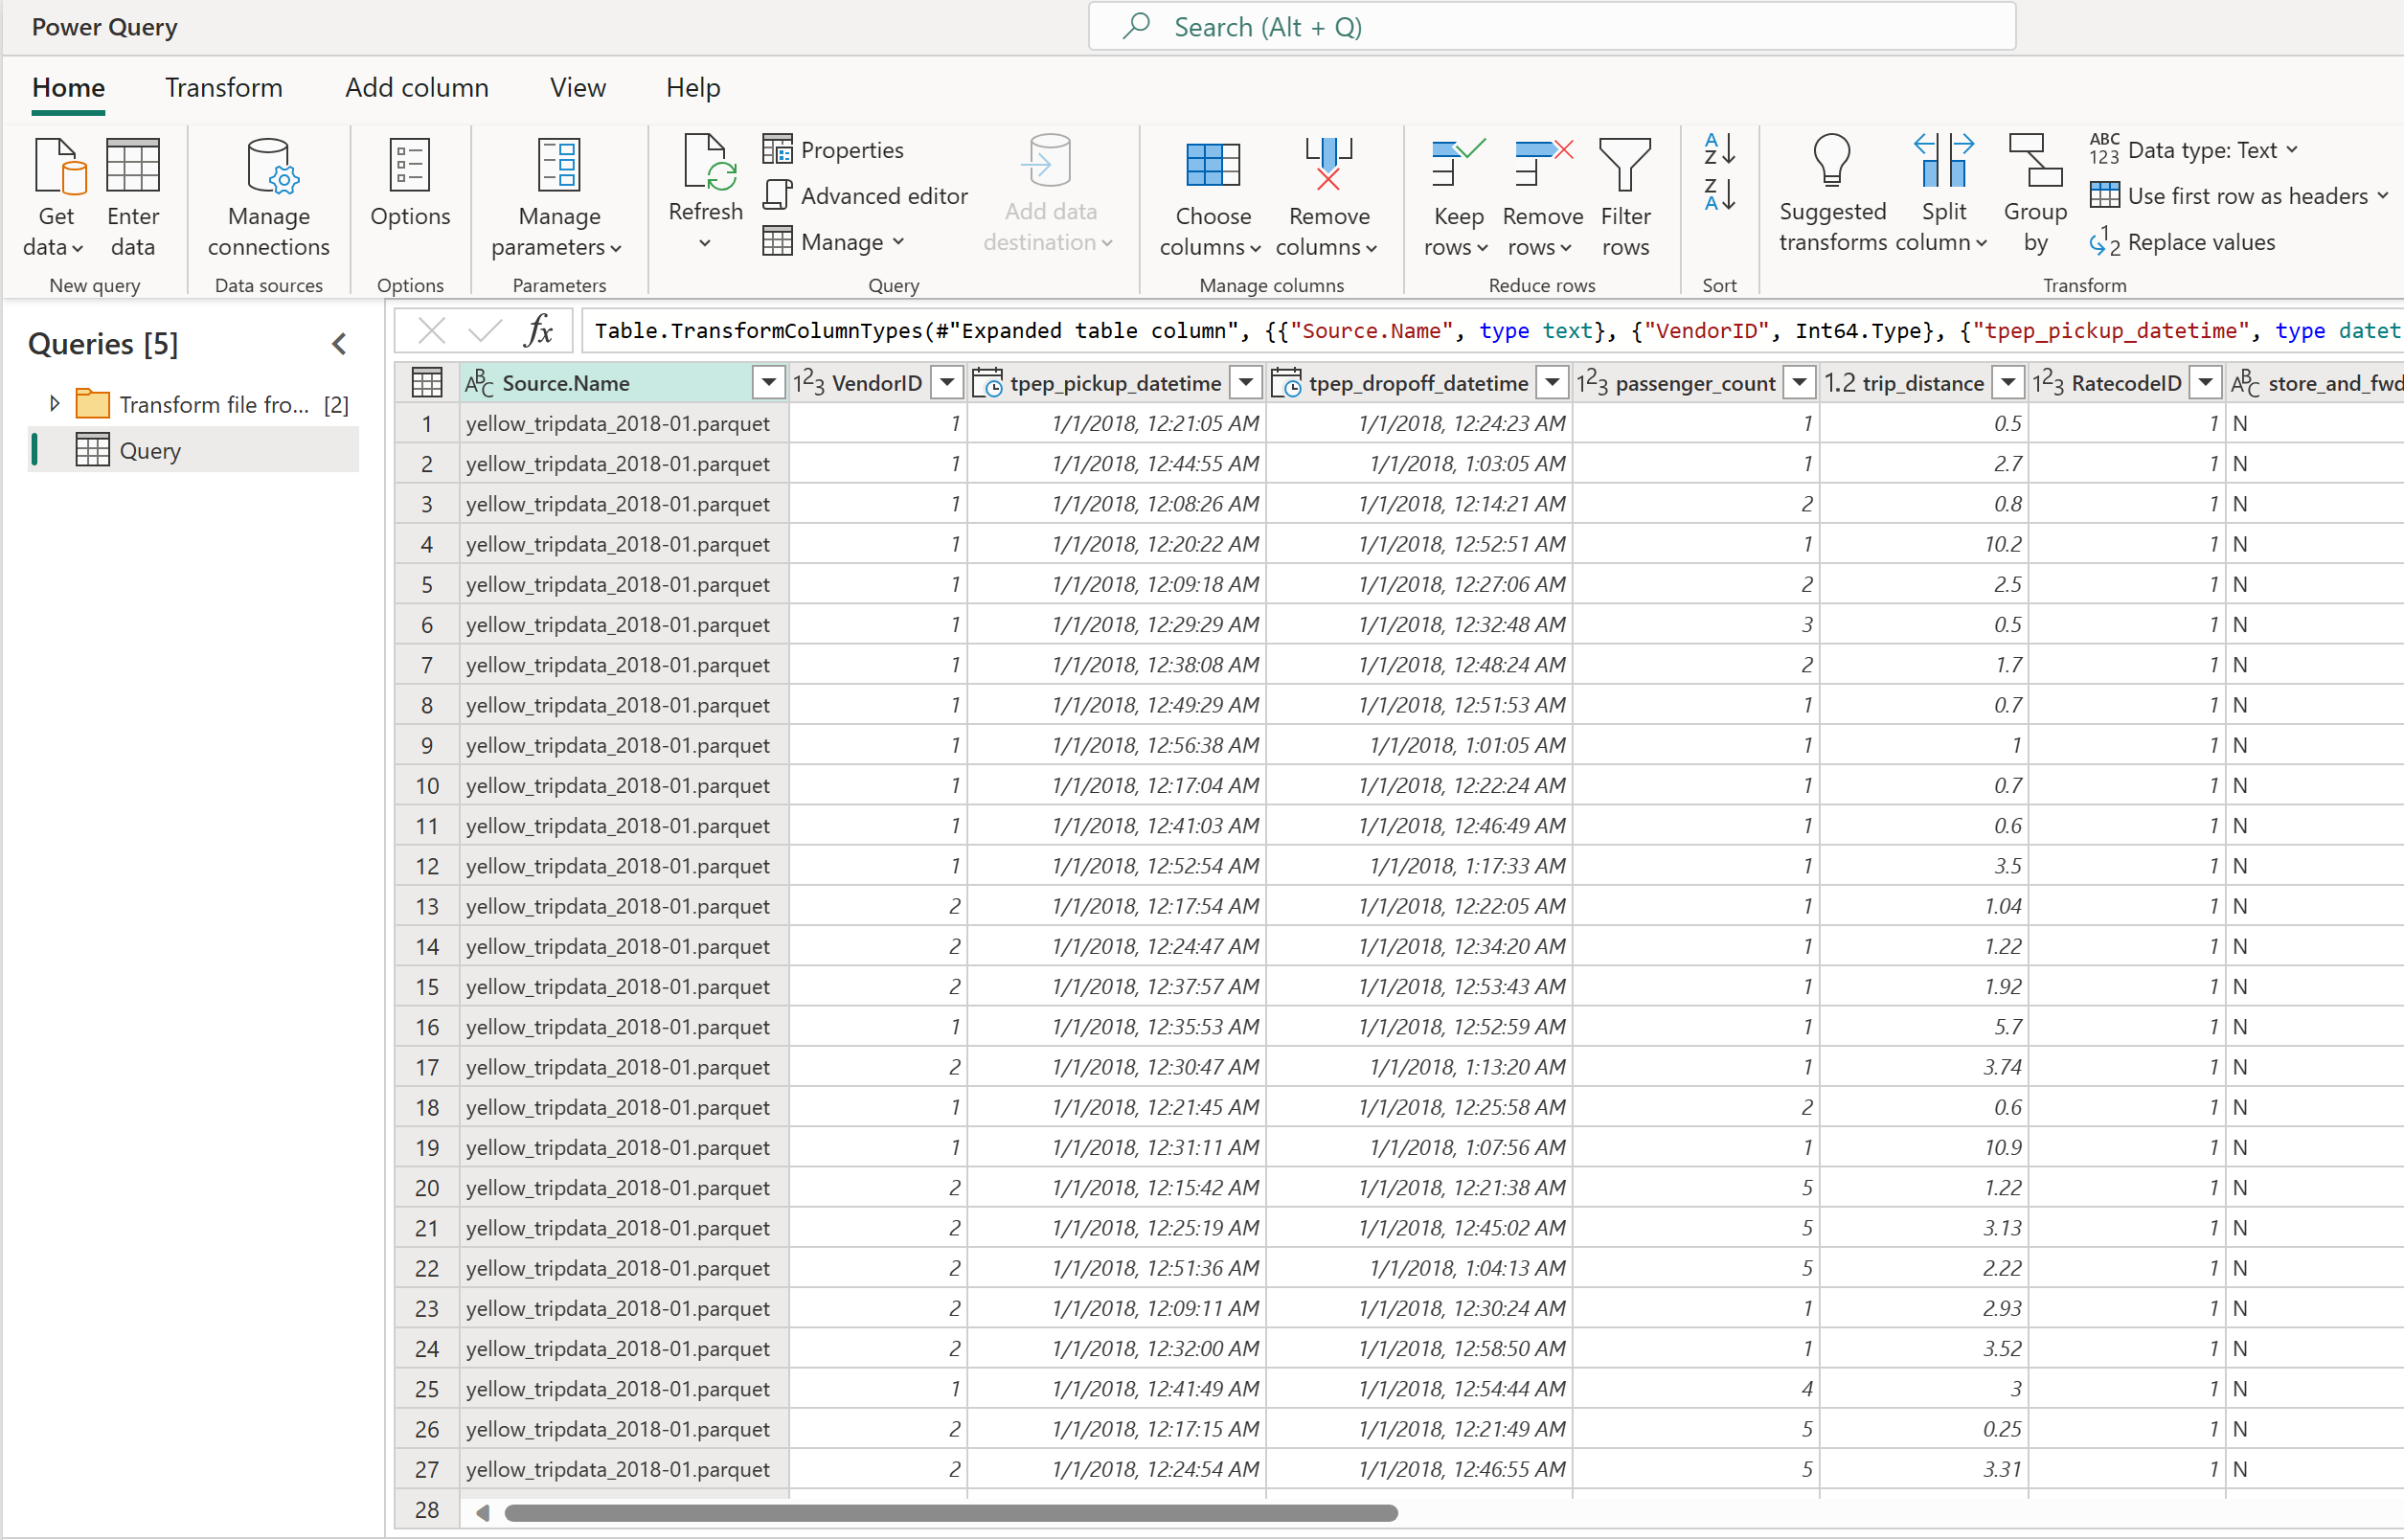 Power Query
Search (Alt + Q)
Home Transform Add column View Help
Get data
Enter data
New query
Manage connections
Data sources
Options
Options
Manage parameters
Parameters
Refresh
Properties
Advanced editor
Manage
Add data destination
Query
Choose columns
Remove columns
Manage columns
Keep rows
Remove rows
Filter rows
Reduce rows
Sort
Suggested transforms
Split column
Group by
Data type: Text
Use first row as headers
Replace values
Transform
Queries [5]
Transform file fro... [2]
Query
fx Table.TransformColumnTypes(#"Expanded table column", {{"Source.Name", type text}, {"VendorID", Int64.Type}, {"tpep_pickup_datetime", type datet
Source.Name VendorID tpep_pickup_datetime tpep_dropoff_datetime passenger_count 1.2 trip_distance RatecodeID store_and_fwd
1 yellow_tripdata_2018-01.parquet 1 1/1/2018, 12:21:05 AM 1/1/2018, 12:24:23 AM 1 0.5 1 N
2 yellow_tripdata_2018-01.parquet 1 1/1/2018, 12:44:55 AM 1/1/2018, 1:03:05 AM 1 2.7 1 N
3 yellow_tripdata_2018-01.parquet 1 1/1/2018, 12:08:26 AM 1/1/2018, 12:14:21 AM 2 0.8 1 N
4 yellow_tripdata_2018-01.parquet 1 1/1/2018, 12:20:22 AM 1/1/2018, 12:52:51 AM 1 10.2 1 N
5 yellow_tripdata_2018-01.parquet 1 1/1/2018, 12:09:18 AM 1/1/2018, 12:27:06 AM 2 2.5 1 N
6 yellow_tripdata_2018-01.parquet 1 1/1/2018, 12:29:29 AM 1/1/2018, 12:32:48 AM 3 0.5 1 N
7 yellow_tripdata_2018-01.parquet 1 1/1/2018, 12:38:08 AM 1/1/2018, 12:48:24 AM 2 1.7 1 N
8 yellow_tripdata_2018-01.parquet 1 1/1/2018, 12:49:29 AM 1/1/2018, 12:51:53 AM 1 0.7 1 N
9 yellow_tripdata_2018-01.parquet 1 1/1/2018, 12:56:38 AM 1/1/2018, 1:01:05 AM 1 1 1 N
10 yellow_tripdata_2018-01.parquet 1 1/1/2018, 12:17:04 AM 1/1/2018, 12:22:24 AM 1 0.7 1 N
11 yellow_tripdata_2018-01.parquet 1 1/1/2018, 12:41:03 AM 1/1/2018, 12:46:49 AM 1 0.6 1 N
12 yellow_tripdata_2018-01.parquet 1 1/1/2018, 12:52:54 AM 1/1/2018, 1:17:33 AM 1 3.5 1 N
13 yellow_tripdata_2018-01.parquet 2 1/1/2018, 12:17:54 AM 1/1/2018, 12:22:05 AM 1 1.04 1 N
14 yellow_tripdata_2018-01.parquet 2 1/1/2018, 12:24:47 AM 1/1/2018, 12:34:20 AM 1 1.22 1 N
15 yellow_tripdata_2018-01.parquet 2 1/1/2018, 12:37:57 AM 1/1/2018, 12:53:43 AM 1 1.92 1 N
16 yellow_tripdata_2018-01.parquet 1 1/1/2018, 12:35:53 AM 1/1/2018, 12:52:59 AM 1 5.7 1 N
17 yellow_tripdata_2018-01.parquet 2 1/1/2018, 12:30:47 AM 1/1/2018, 1:13:20 AM 1 3.74 1 N
18 yellow_tripdata_2018-01.parquet 1 1/1/2018, 12:21:45 AM 1/1/2018, 12:25:58 AM 2 0.6 1 N
19 yellow_tripdata_2018-01.parquet 1 1/1/2018, 12:31:11 AM 1/1/2018, 1:07:56 AM 1 10.9 1 N
20 yellow_tripdata_2018-01.parquet 2 1/1/2018, 12:15:42 AM 1/1/2018, 12:21:38 AM 5 1.22 1 N
21 yellow_tripdata_2018-01.parquet 2 1/1/2018, 12:25:19 AM 1/1/2018, 12:45:02 AM 5 3.13 1 N
22 yellow_tripdata_2018-01.parquet 2 1/1/2018, 12:51:36 AM 1/1/2018, 1:04:13 AM 5 2.22 1 N
23 yellow_tripdata_2018-01.parquet 2 1/1/2018, 12:09:11 AM 1/1/2018, 12:30:24 AM 1 2.93 1 N
24 yellow_tripdata_2018-01.parquet 2 1/1/2018, 12:32:00 AM 1/1/2018, 12:58:50 AM 1 3.52 1 N
25 yellow_tripdata_2018-01.parquet 1 1/1/2018, 12:41:49 AM 1/1/2018, 12:54:44 AM 4 3 1 N
26 yellow_tripdata_2018-01.parquet 2 1/1/2018, 12:17:15 AM 1/1/2018, 12:21:49 AM 5 0.25 1 N
27 yellow_tripdata_2018-01.parquet 2 1/1/2018, 12:24:54 AM 1/1/2018, 12:46:55 AM 5 3.31 1 N
28